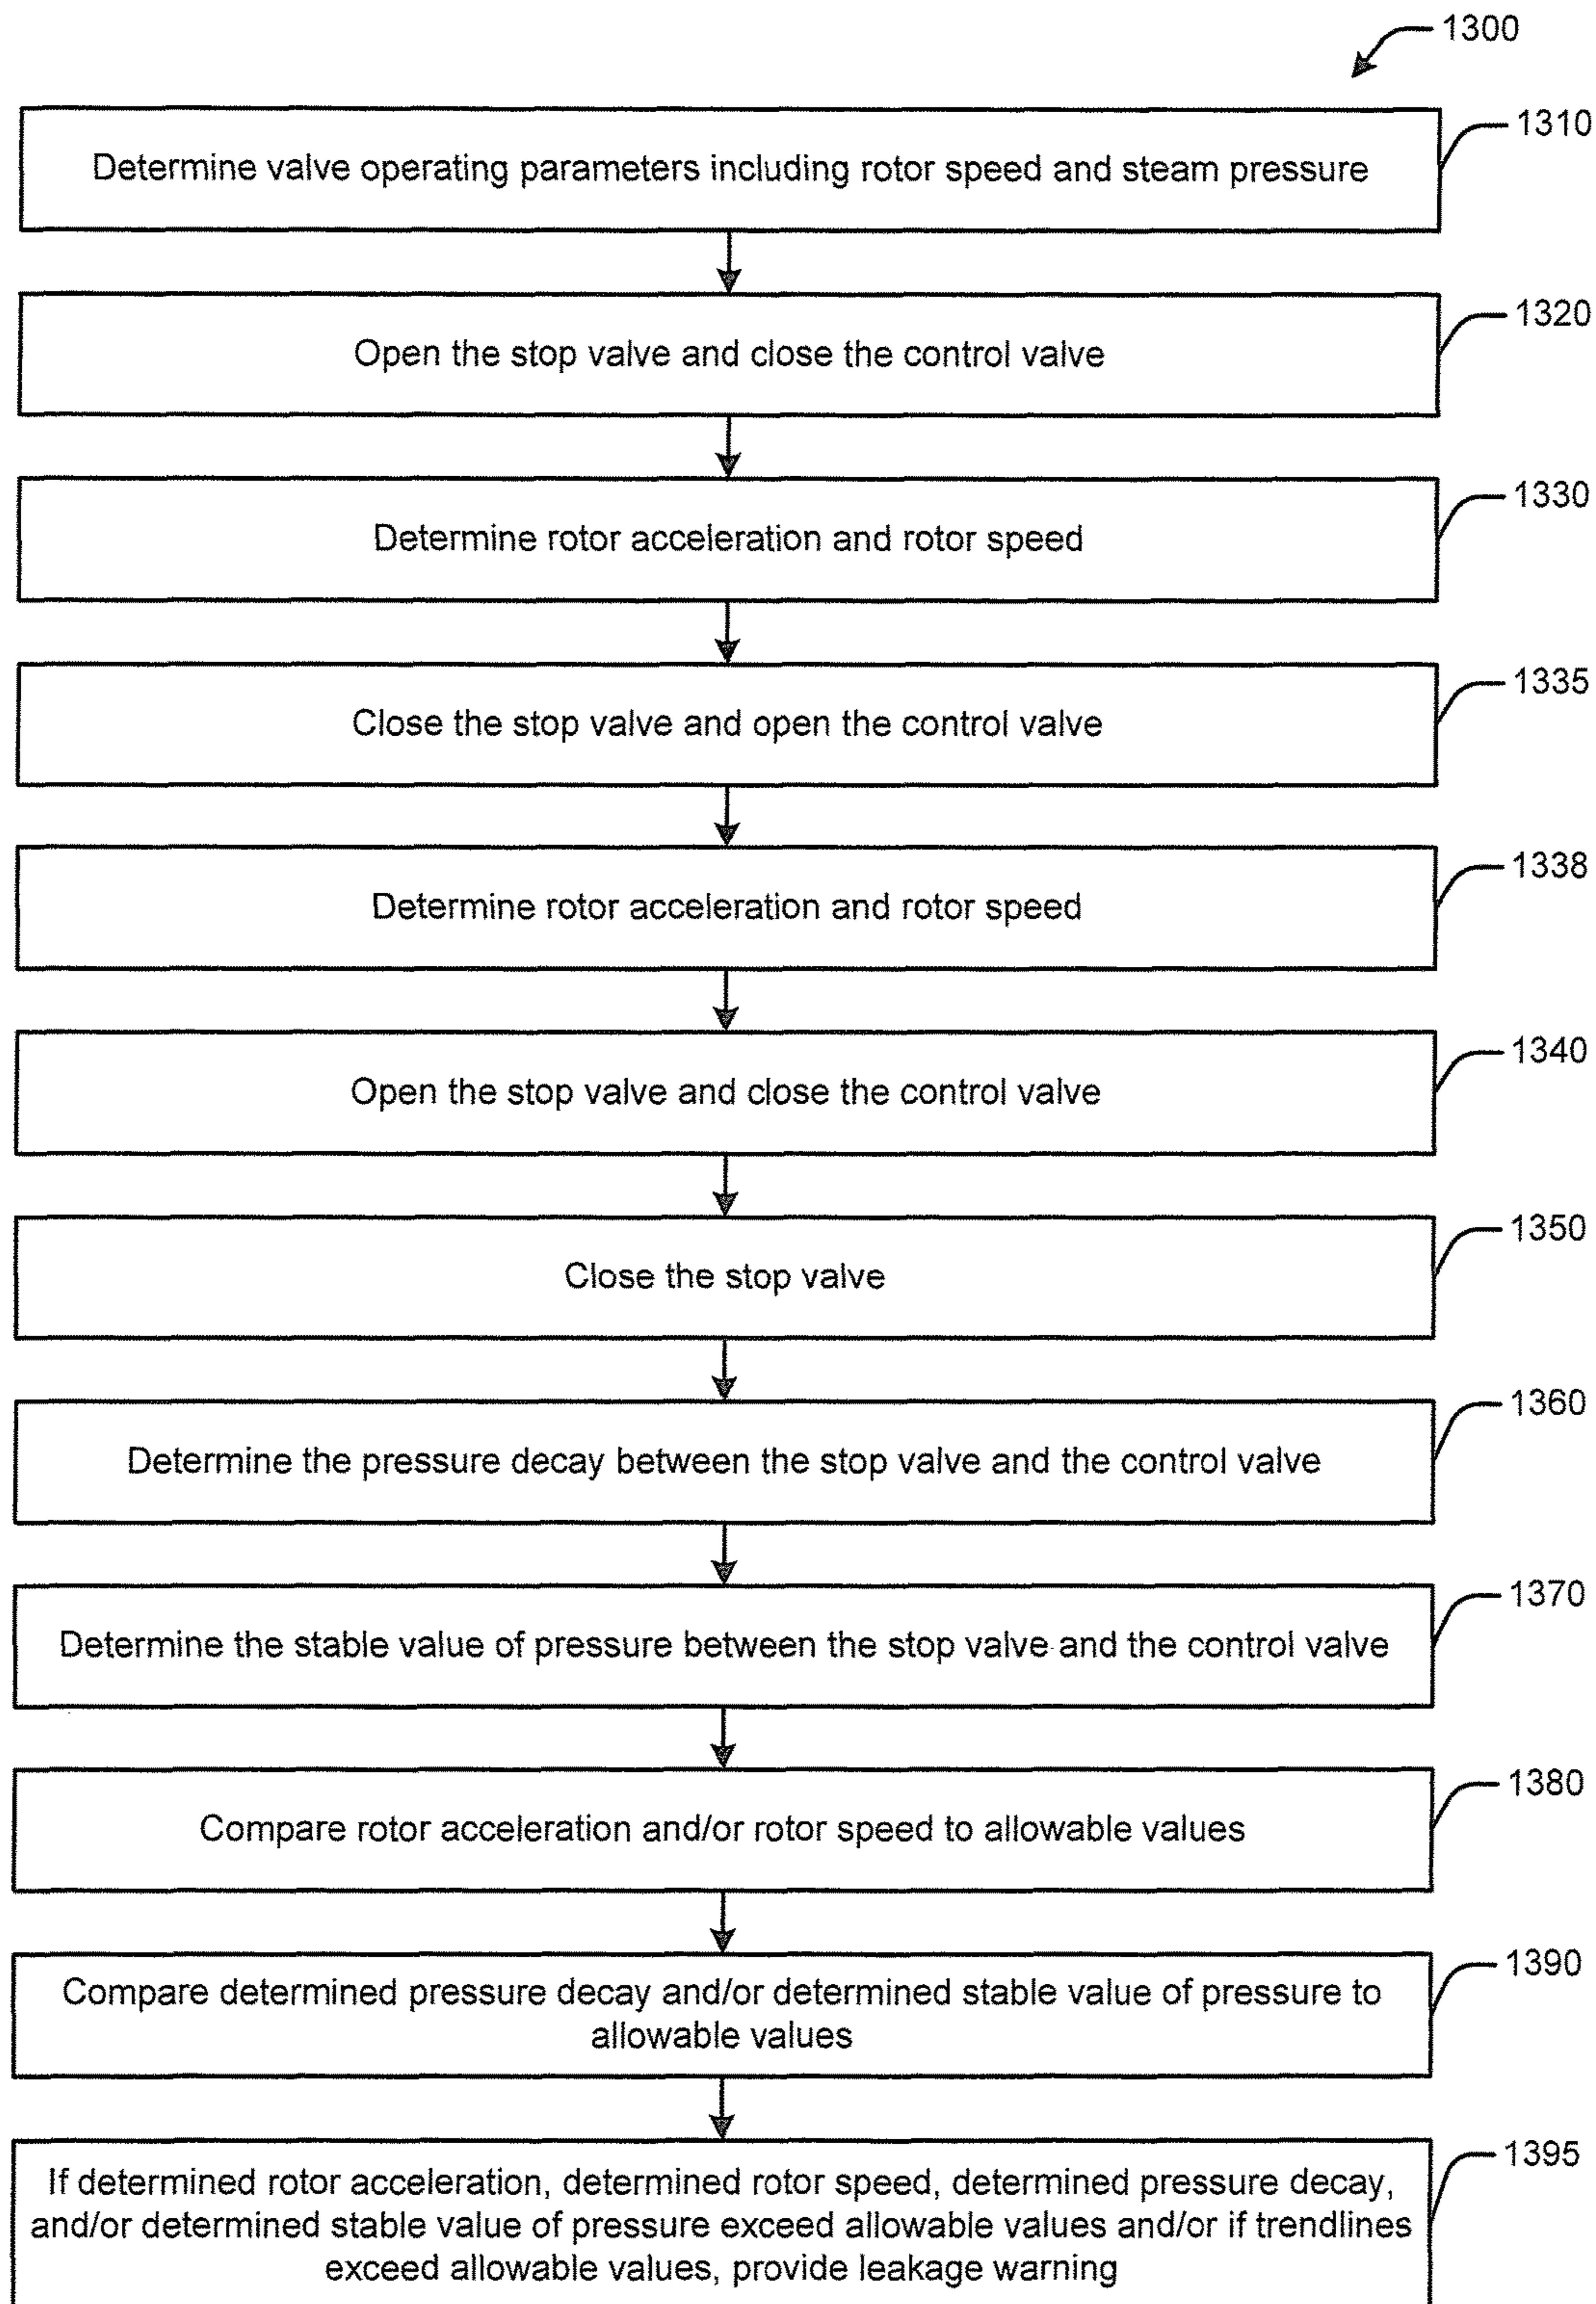 1300
Determine valve operating parameters including rotor speed and steam pressure
1310
Open the stop valve and close the control valve
1320
Determine rotor acceleration and rotor speed
1330
Close the stop valve and open the control valve
1335
Determine rotor acceleration and rotor speed
1338
Open the stop valve and close the control valve
1340
Close the stop valve
1350
Determine the pressure decay between the stop valve and the control valve
1360
Determine the stable value of pressure between the stop valve and the control valve
1370
Compare rotor acceleration and/or rotor speed to allowable values
1380
Compare determined pressure decay and/or determined stable value of pressure to
allowable values
1390
If determined rotor acceleration, determined rotor speed, determined pressure decay,
and/or determined stable value of pressure exceed allowable values and/or if trendlines
exceed allowable values, provide leakage warning
1395